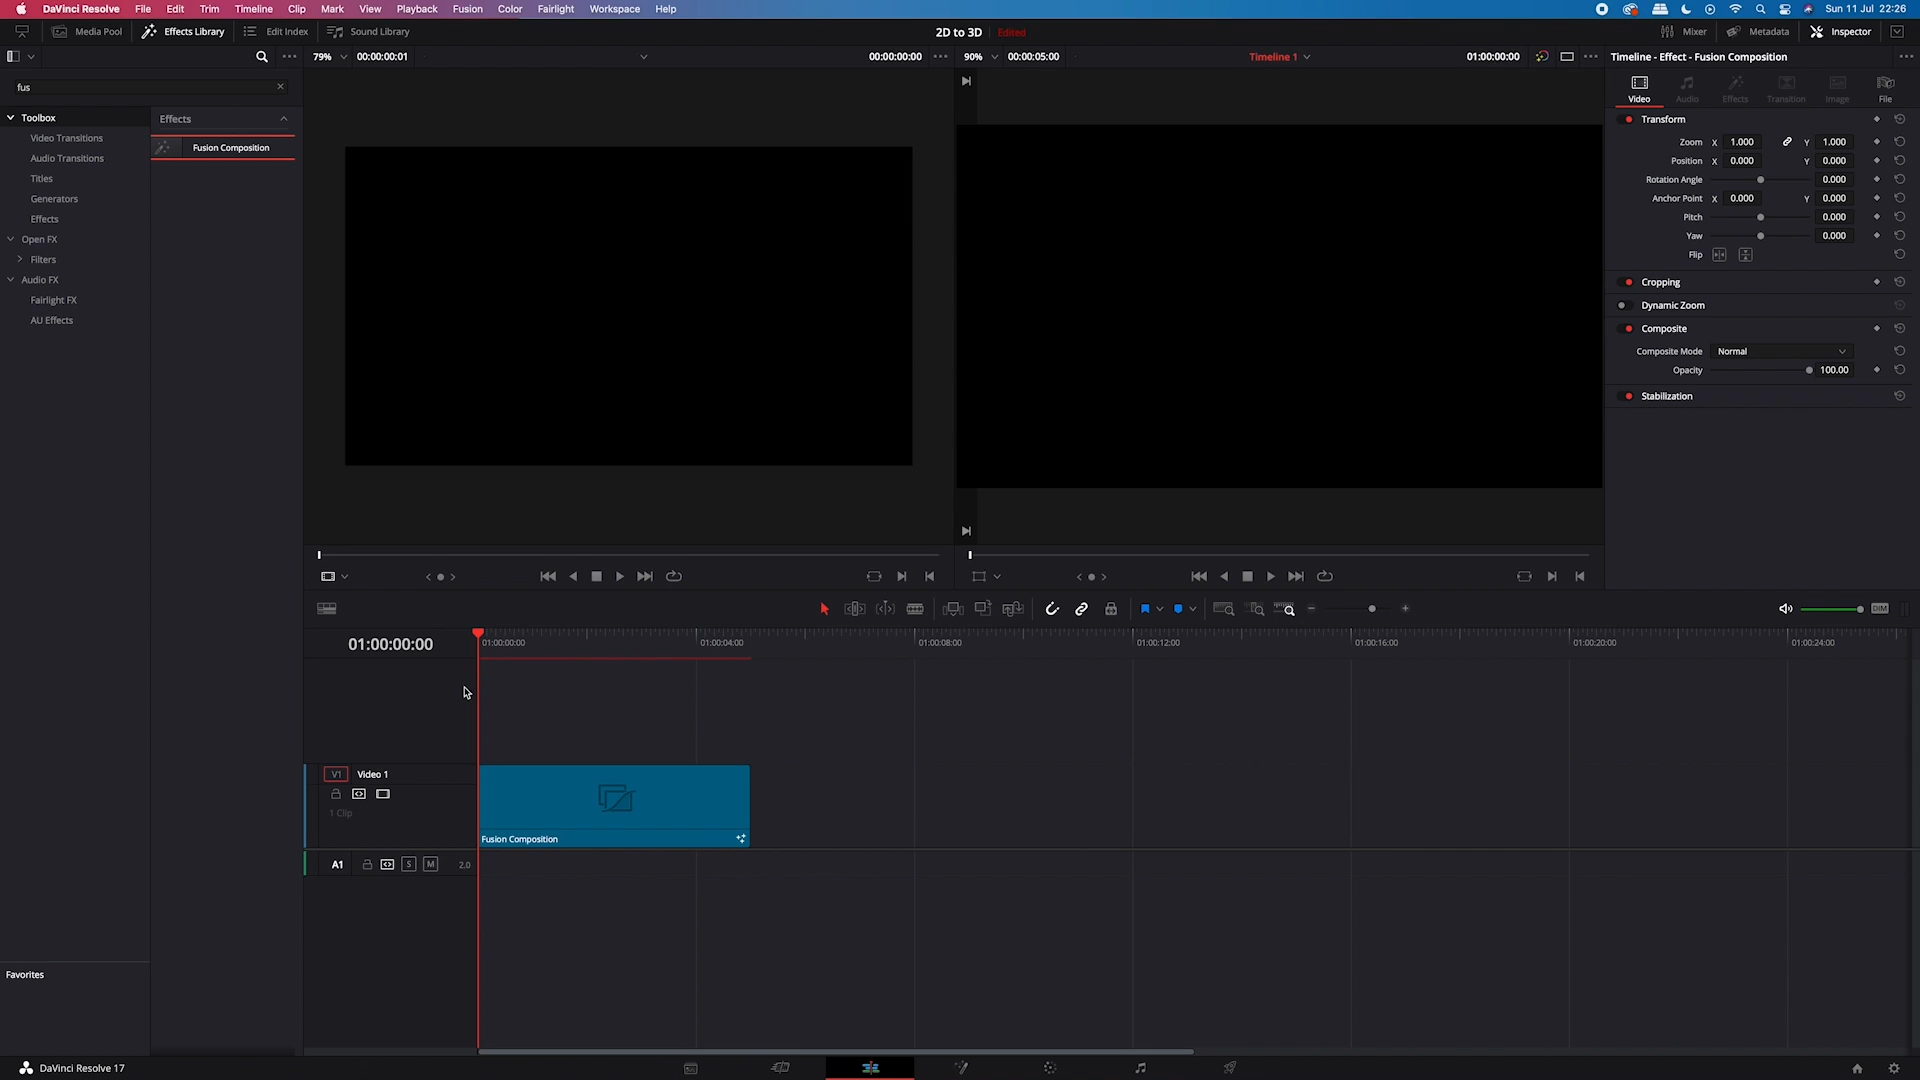 DaVinci Resolve File Edit Trim Timeline Clip Mark View Playback Fusion Color Fairlight Workspace Help Sun 11 Jul 22:26
Media Pool Effects Library Edit Index Sound Library 2D to 3D Edited Mixer Metadata Inspector
79% 00:00:00:01 00:00:00:00 90% 00:00:05:00 Timeline 1 01:00:00:00 Timeline - Effect - Fusion Composition
fus
Video Audio Effects Transition Image File
Toolbox
Effects
Transform
Video Transitions
Fusion Composition
Zoom X 1.000 Y 1.000
Audio Transitions
Position X 0.000 Y 0.000
Titles
Rotation Angle 0.000
Generators
Anchor Point X 0.000 Y 0.000
Effects
Pitch 0.000
Open FX
Yaw 0.000
Filters
Flip
Audio FX
Cropping
Fairlight FX
Dynamic Zoom
AU Effects
Composite
Composite Mode Normal
Opacity 100.00
Stabilization
DIM
01:00:00:00 01:00:00:00 01:00:04:00 01:00:08:00 01:00:12:00 01:00:16:00 01:00:20:00 01:00:24:00
V1 Video 1
1 Clip
Fusion Composition
A1 S M 2.0
Favorites
DaVinci Resolve 17